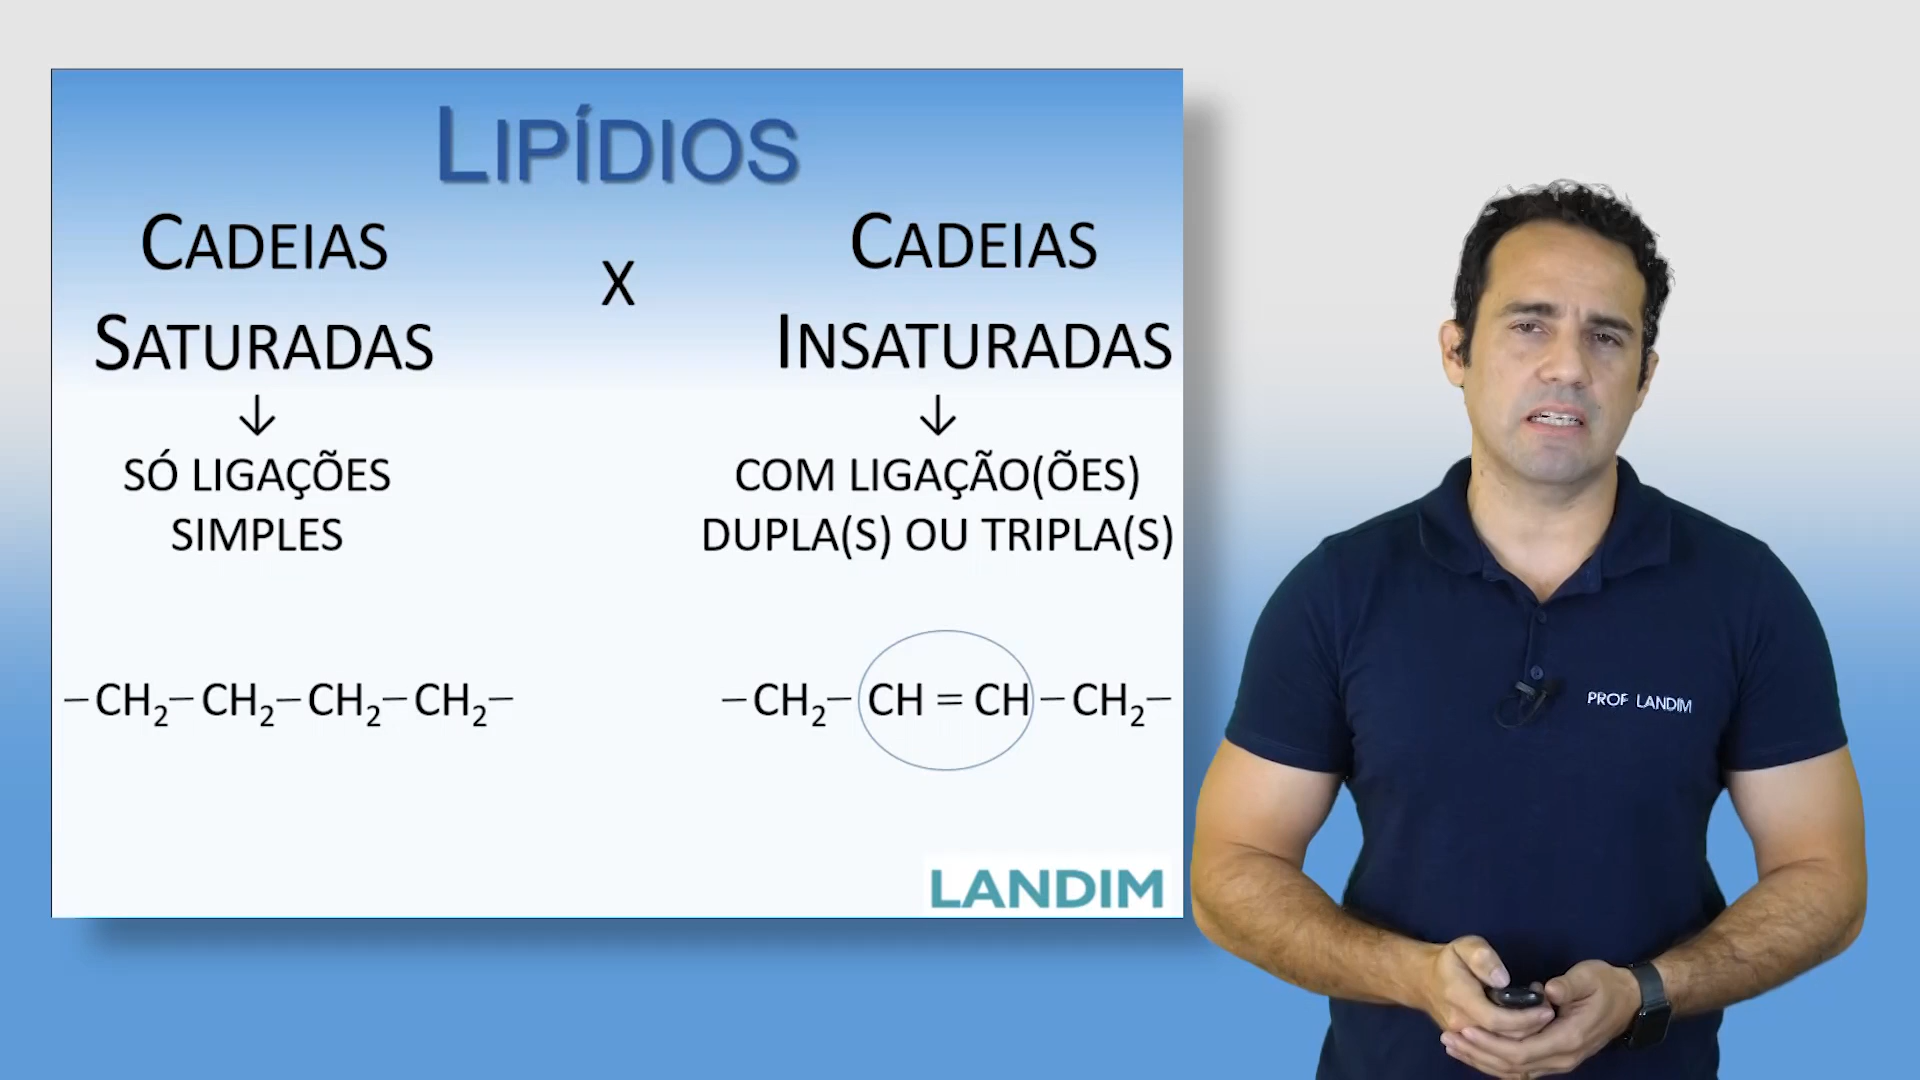 LIPÍDIOS
CADEIAS
SATURADAS
↓
SÓ LIGAÇÕES
SIMPLES
–CH₂–CH₂–CH₂–CH₂–
X
CADEIAS
INSATURADAS
↓
COM LIGAÇÃO(ÕES)
DUPLA(S) OU TRIPLA(S)
–CH₂–CH=CH–CH₂–
LANDIM
PROF LANDIM